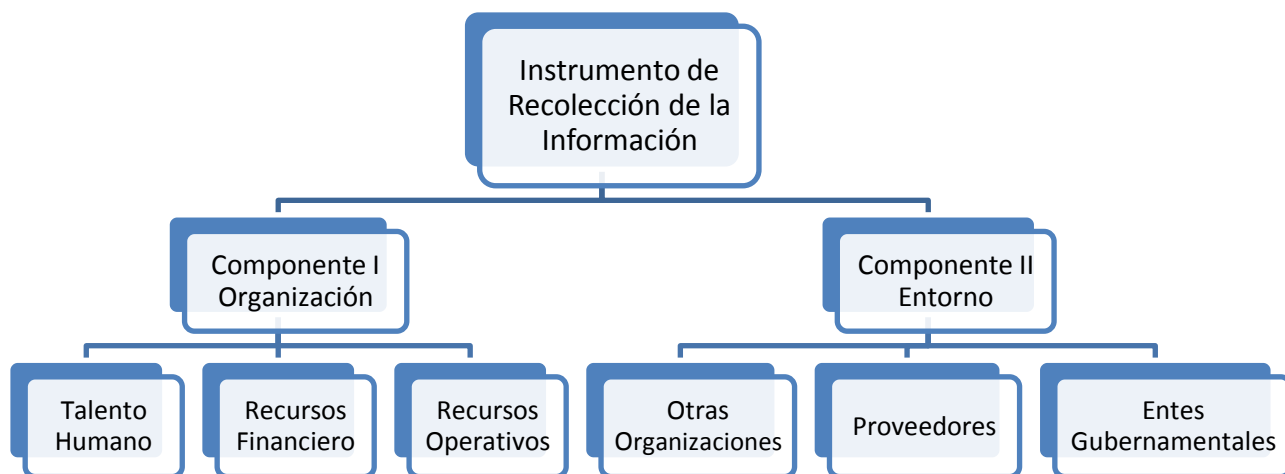 Instrumento de
Recolección de la
Información
Componente I
Organización
Componente II
Entorno
Talento
Humano
Recursos
Financiero
Recursos
Operativos
Otras
Organizaciones
Proveedores
Entes
Gubernamentales